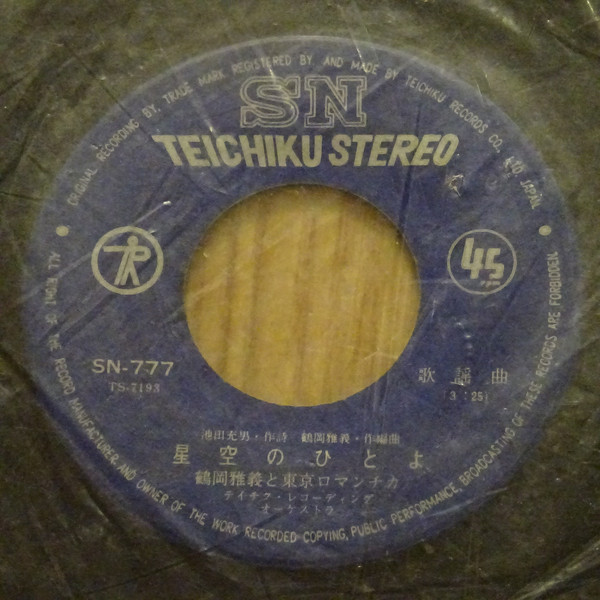 ORIGINAL RECORDING BY. TRADE MARK REGISTERED BY AND MADE BY TEICHIKU RECORDS CO., LTD. JAPAN.
SN
TEICHIKU STEREO
TR
45
rpm
SN-777
TS-7193
歌謡曲
(3:25)
池田充男・作詩 鶴岡雅義・作編曲
星空のひとよ
鶴岡雅義と東京ロマンチカ
テイチク・レコーディング
オーケストラ
ALL RIGHT OF THE RECORD MANUFACTURER AND OWNER OF THE WORK RECORDED COPYING, PUBLIC PERFORMANCE, BROADCASTING OF THESE RECORDS ARE FORBIDDEN.